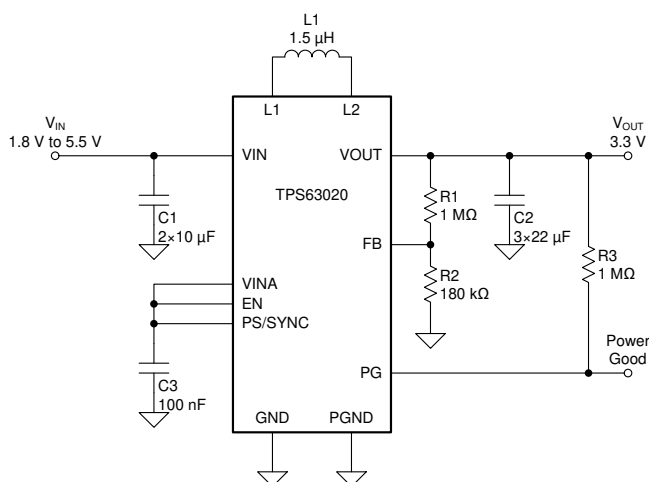 L1
1.5 µH
L1
L2
VIN
1.8 V to 5.5 V
VOUT
3.3 V
VIN
VOUT
TPS63020
C1
2×10 µF
R1
1 MΩ
C2
3×22 µF
FB
R3
1 MΩ
R2
180 kΩ
VINA
EN
PS/SYNC
Power
Good
PG
C3
100 nF
GND
PGND